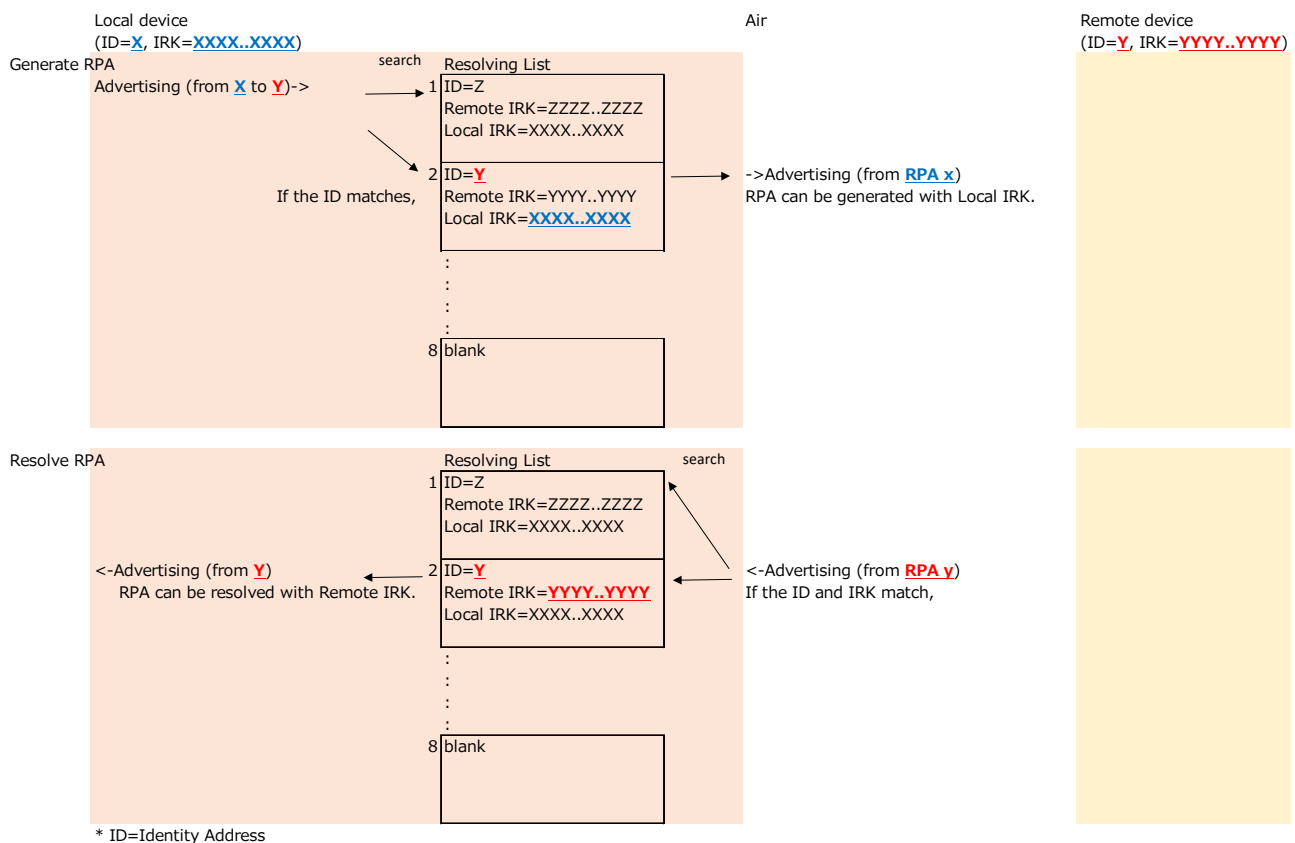 Local device
(ID=X, IRK=XXXX..XXXX)
Air
Remote device
(ID=Y, IRK=YYYY..YYYY)
Generate RPA
search
Resolving List
Advertising (from X to Y)->
1 ID=Z
Remote IRK=ZZZZ..ZZZZ
Local IRK=XXXX..XXXX
2 ID=Y
->Advertising (from RPA x)
If the ID matches,
Remote IRK=YYYY..YYYY
RPA can be generated with Local IRK.
Local IRK=XXXX..XXXX
:
:
:
:
8 blank
Resolve RPA
Resolving List
search
1 ID=Z
Remote IRK=ZZZZ..ZZZZ
Local IRK=XXXX..XXXX
<-Advertising (from Y)
2 ID=Y
<-Advertising (from RPA y)
RPA can be resolved with Remote IRK.
Remote IRK=YYYY..YYYY
If the ID and IRK match,
Local IRK=XXXX..XXXX
:
:
:
:
8 blank
* ID=Identity Address